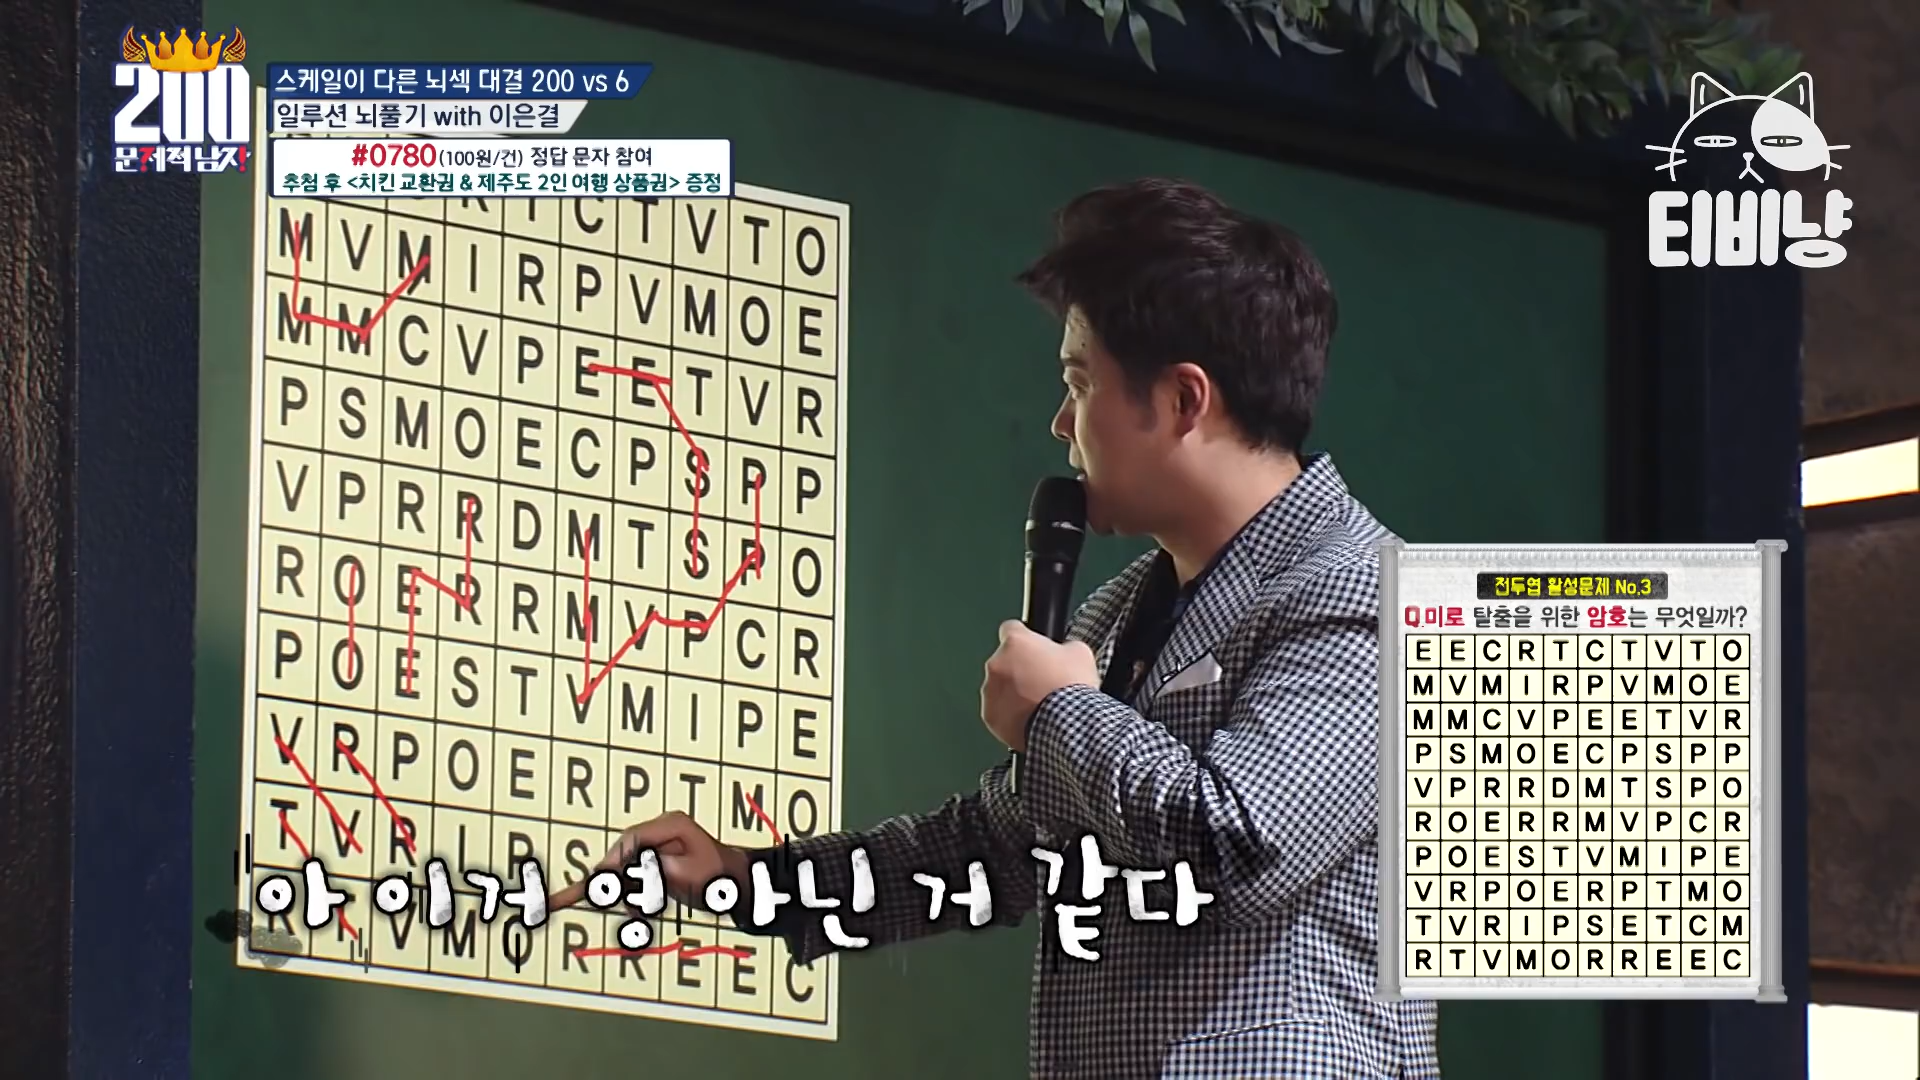 200
문제적남자
스케일이 다른 뇌섹 대결 200 vs 6
일루션 뇌풀기 with 이은결
#0780(100원/건) 정답 문자 참여
추첨 후 <치킨 교환권 & 제주도 2인 여행 상품권> 증정
티비냥
R T C T V T O
M V M I R P V M O E
M M C V P E E T V R
P S M O E C P S P P
V P R R D M T S P O
R O E R R M V P C R
P O E S T V M I P E
V R P O E R P T M O
T V R I P S
R T V M O R R E E C
"아 이거 영 아닌 거 같다"
전두엽 활성문제 No.3
Q.미로 탈출을 위한 암호는 무엇일까?
E E C R T C T V T O
M V M I R P V M O E
M M C V P E E T V R
P S M O E C P S P P
V P R R D M T S P O
R O E R R M V P C R
P O E S T V M I P E
V R P O E R P T M O
T V R I P S E T C M
R T V M O R R E E C